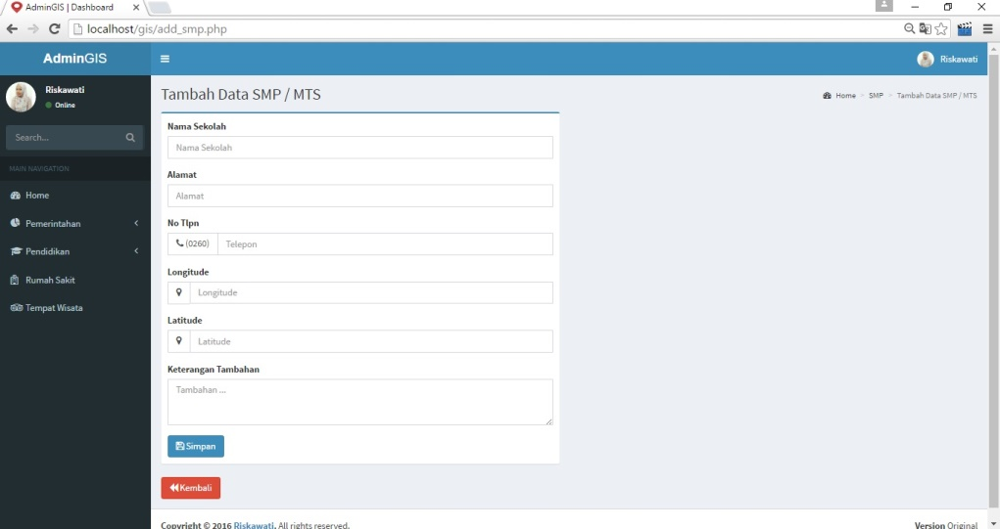 AdminGIS | Dashboard
localhost/gis/add_smp.php
AdminGIS
Riskawati
Riskawati
Online
Search...
MAIN NAVIGATION
Home
Pemerintahan
Pendidikan
Rumah Sakit
Tempat Wisata
Tambah Data SMP / MTS
Home > SMP > Tambah Data SMP / MTS
Nama Sekolah
Nama Sekolah
Alamat
Alamat
No Tlpn
(0260) Telepon
Longitude
Longitude
Latitude
Latitude
Keterangan Tambahan
Tambahan ...
Simpan
Kembali
Copyright © 2016 Riskawati. All rights reserved.
Version Original